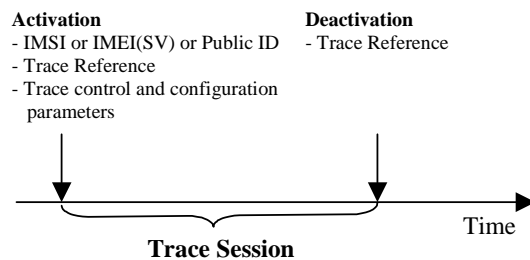 Activation
- IMSI or IMEI(SV) or Public ID
- Trace Reference
- Trace control and configuration
parameters
Deactivation
- Trace Reference
Time
Trace Session